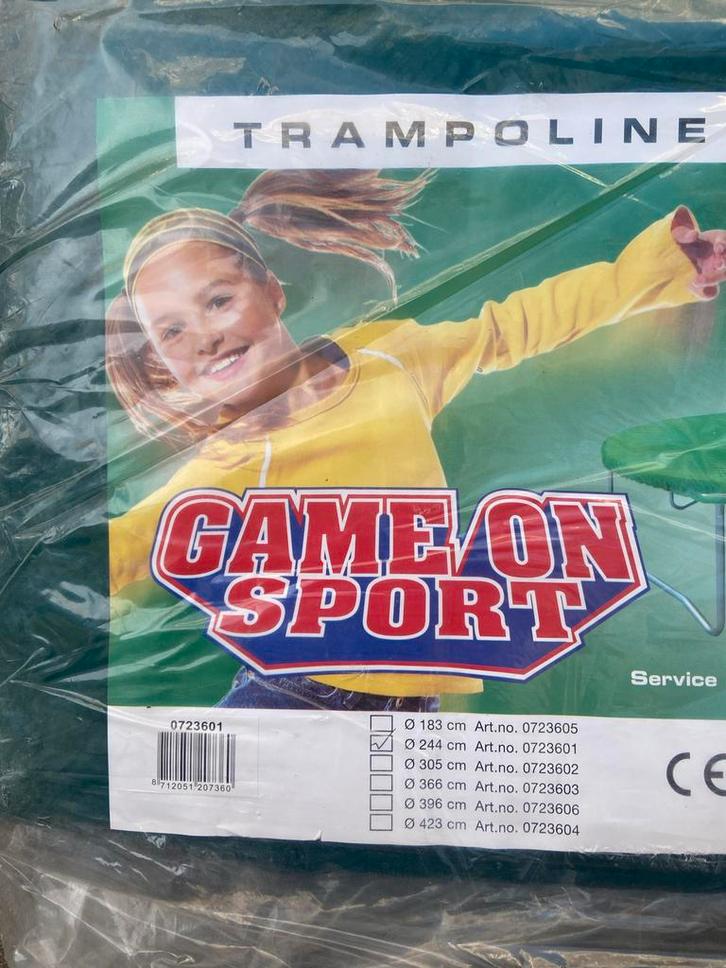 TRAMPOLINE
GAME ON
SPORT
Service
0723601
8 712051 207360
Ø 183 cm Art.no. 0723605
Ø 244 cm Art.no. 0723601
Ø 305 cm Art.no. 0723602
Ø 366 cm Art.no. 0723603
Ø 396 cm Art.no. 0723606
Ø 423 cm Art.no. 0723604
CE